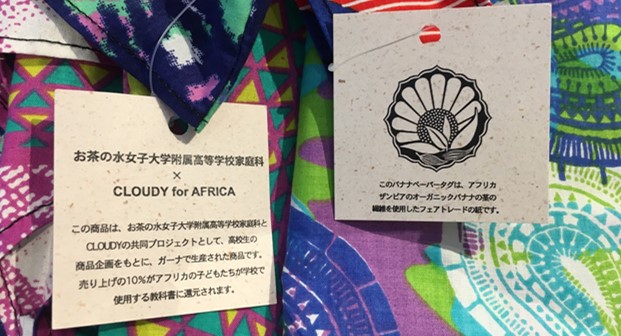 お茶の水女子大学附属高等学校家庭科
×
CLOUDY for AFRICA
この商品は、お茶の水女子大学附属高等学校家庭科と
CLOUDYの共同プロジェクトとして、高校生の
商品企画をもとに、ガーナで生産された商品です。
売り上げの10%がアフリカの子どもたちが学校で
使用する教科書に還元されます。
このバナナペーパータグは、アフリカ
ザンビアのオーガニックバナナの茎の
繊維を使用したフェアトレードの紙です。